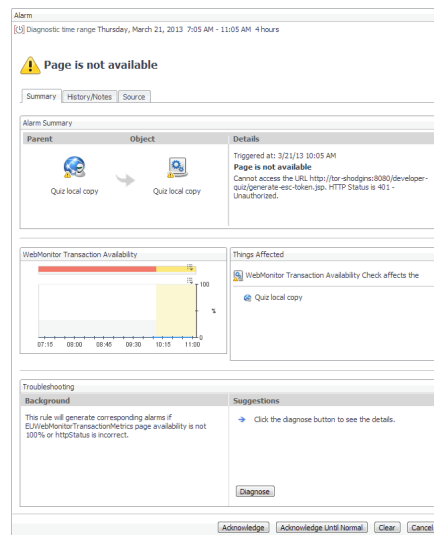 Alarm
Diagnostic time range Thursday, March 21, 2013 7:05 AM - 11:05 AM 4 hours
Page is not available
Summary History/Notes Source
Alarm Summary
Parent Object Details
Quiz local copy
Quiz local copy
Triggered at: 3/21/13 10:05 AM
Page is not available
Cannot access the URL http://tor-shodgins:8080/developer-
quiz/generate-esc-token.jsp. HTTP Status is 401 -
Unauthorized.
WebMonitor Transaction Availability
100
%
0
07:15 08:00 08:45 09:30 10:15 11:00
Things Affected
WebMonitor Transaction Availability Check affects the
Quiz local copy
Troubleshooting
Background
This rule will generate corresponding alarms if
EUWebMonitorTransactionMetrics page availability is not
100% or httpStatus is incorrect.
Suggestions
Click the diagnose button to see the details.
Diagnose
Acknowledge Acknowledge Until Normal Clear Cancel